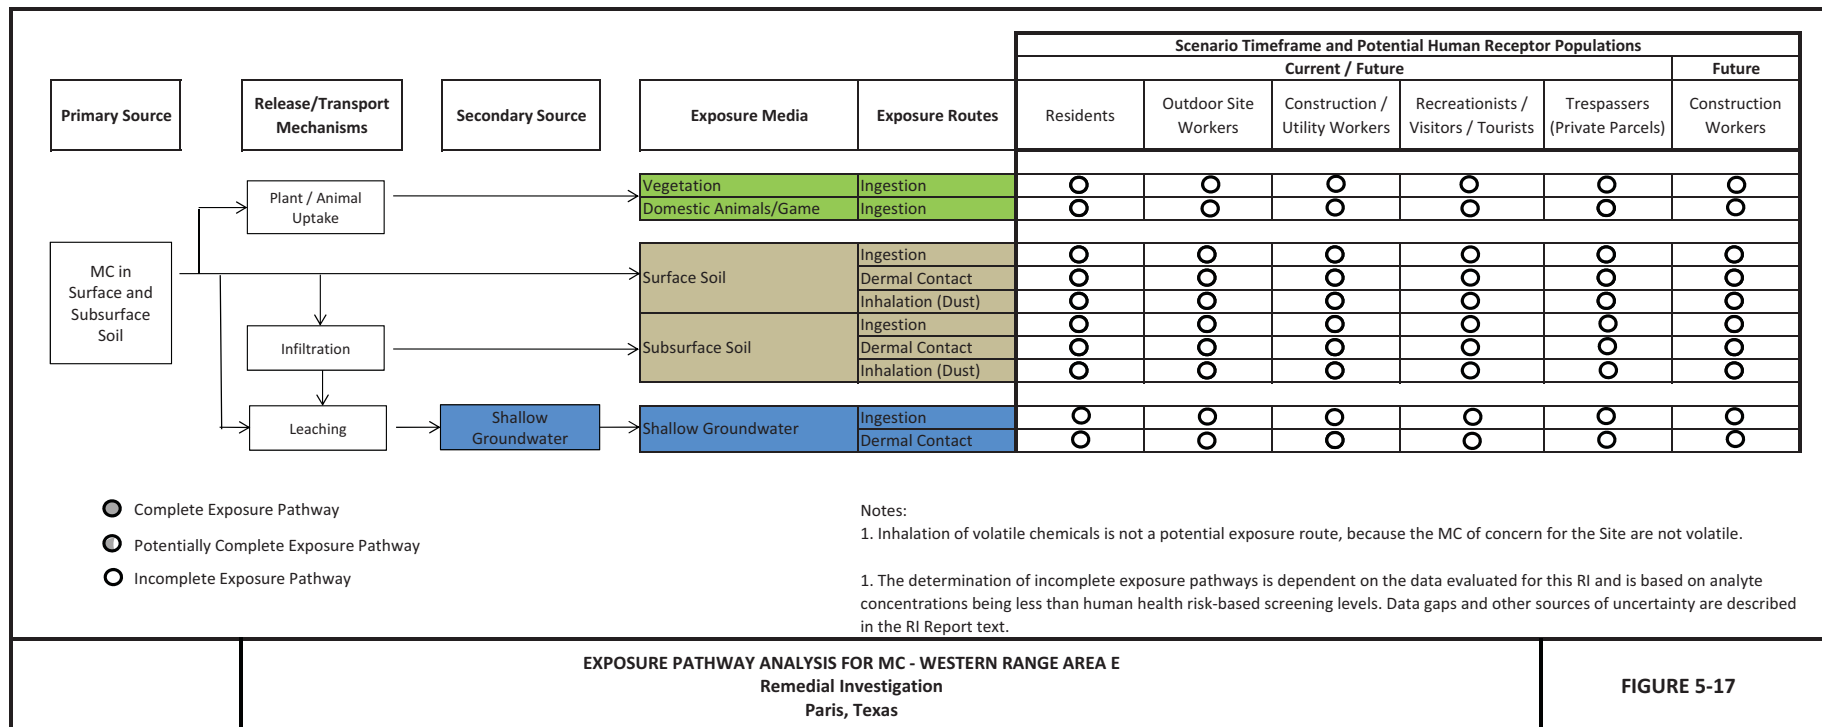 Scenario Timeframe and Potential Human Receptor Populations
Current / Future
Future
Primary Source
Release/Transport
Mechanisms
Secondary Source
Exposure Media
Exposure Routes
Residents
Outdoor Site
Workers
Construction /
Utility Workers
Recreationists /
Visitors / Tourists
Trespassers
(Private Parcels)
Construction
Workers
Plant / Animal
Uptake
Vegetation
Ingestion
Domestic Animals/Game
Ingestion
MC in
Surface and
Subsurface
Soil
Surface Soil
Ingestion
Dermal Contact
Inhalation (Dust)
Infiltration
Subsurface Soil
Ingestion
Dermal Contact
Inhalation (Dust)
Leaching
Shallow
Groundwater
Shallow Groundwater
Ingestion
Dermal Contact
Complete Exposure Pathway
Potentially Complete Exposure Pathway
Incomplete Exposure Pathway
Notes:
1. Inhalation of volatile chemicals is not a potential exposure route, because the MC of concern for the Site are not volatile.
1. The determination of incomplete exposure pathways is dependent on the data evaluated for this RI and is based on analyte
concentrations being less than human health risk-based screening levels. Data gaps and other sources of uncertainty are described
in the RI Report text.
EXPOSURE PATHWAY ANALYSIS FOR MC - WESTERN RANGE AREA E
Remedial Investigation
Paris, Texas
FIGURE 5-17